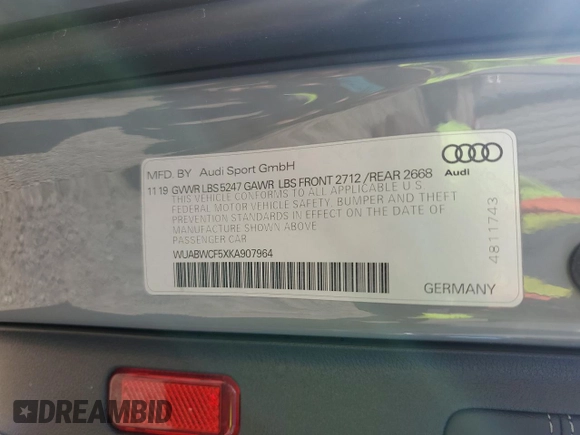 MFD. BY Audi Sport GmbH
11 19 GVWR LBS 5247 GAWR LBS FRONT 2712 /REAR 2668
THIS VEHICLE CONFORMS TO ALL APPLICABLE U.S.
FEDERAL MOTOR VEHICLE SAFETY, BUMPER AND THEFT
PREVENTION STANDARDS IN EFFECT ON THE DATE OF
MANUFACTURE SHOWN ABOVE
PASSENGER CAR
WUABWCF5XKA907964
Audi
4811743
GERMANY
DREAMBID